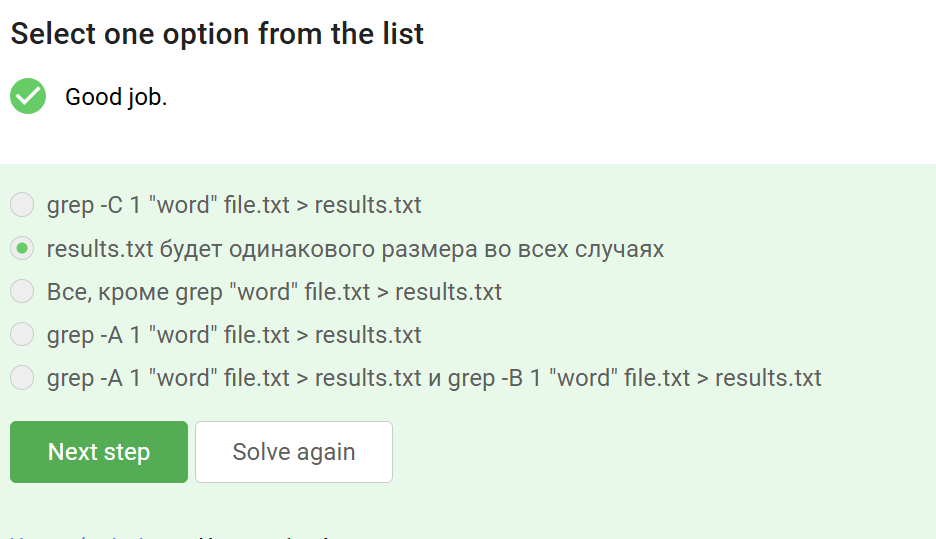 Select one option from the list
Good job.
grep -C 1 "word" file.txt > results.txt
results.txt будет одинакового размера во всех случаях
Все, кроме grep "word" file.txt > results.txt
grep -A 1 "word" file.txt > results.txt
grep -A 1 "word" file.txt > results.txt и grep -B 1 "word" file.txt > results.txt
Next step
Solve again